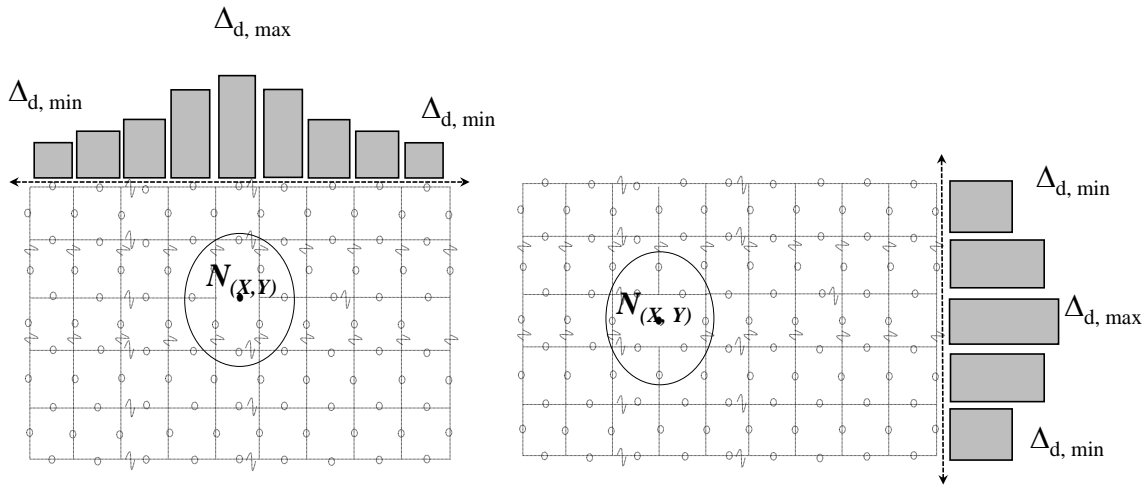 Δd, max
Δd, min
Δd, min
N(X,Y)
Δd, min
Δd, max
N(X, Y)
Δd, min